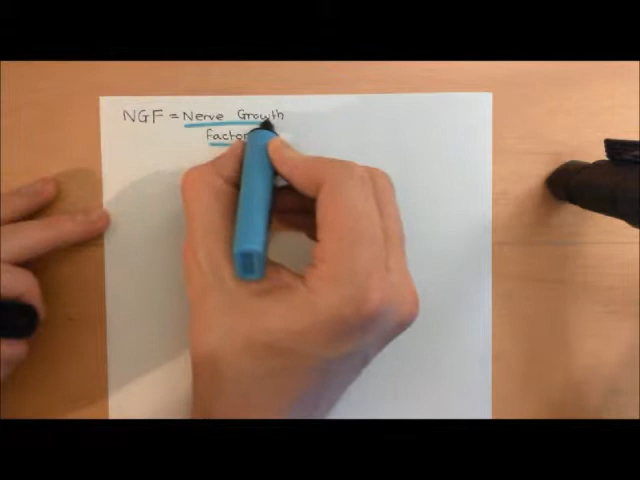 NGF = Nerve Growth
Factor